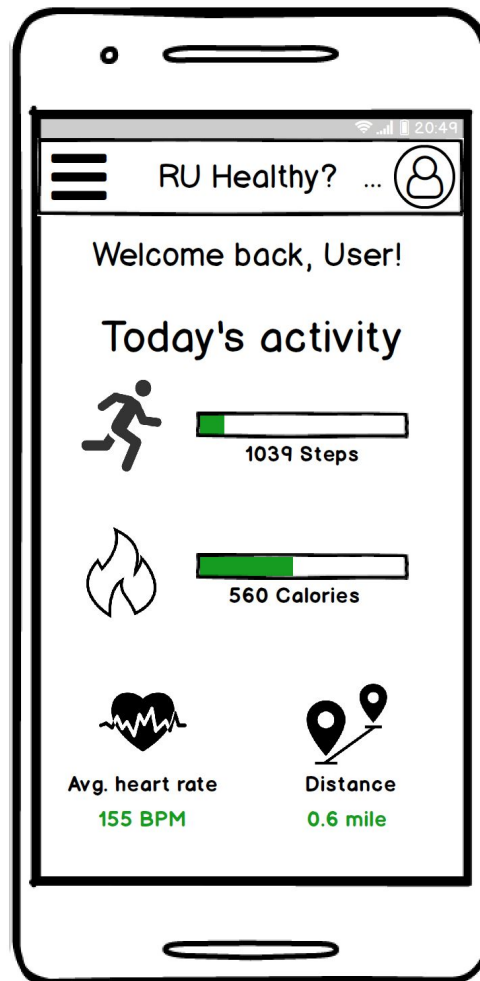 20:49
RU Healthy? ...
Welcome back, User!
Today's activity
1039 Steps
560 Calories
Avg. heart rate
155 BPM
Distance
0.6 mile